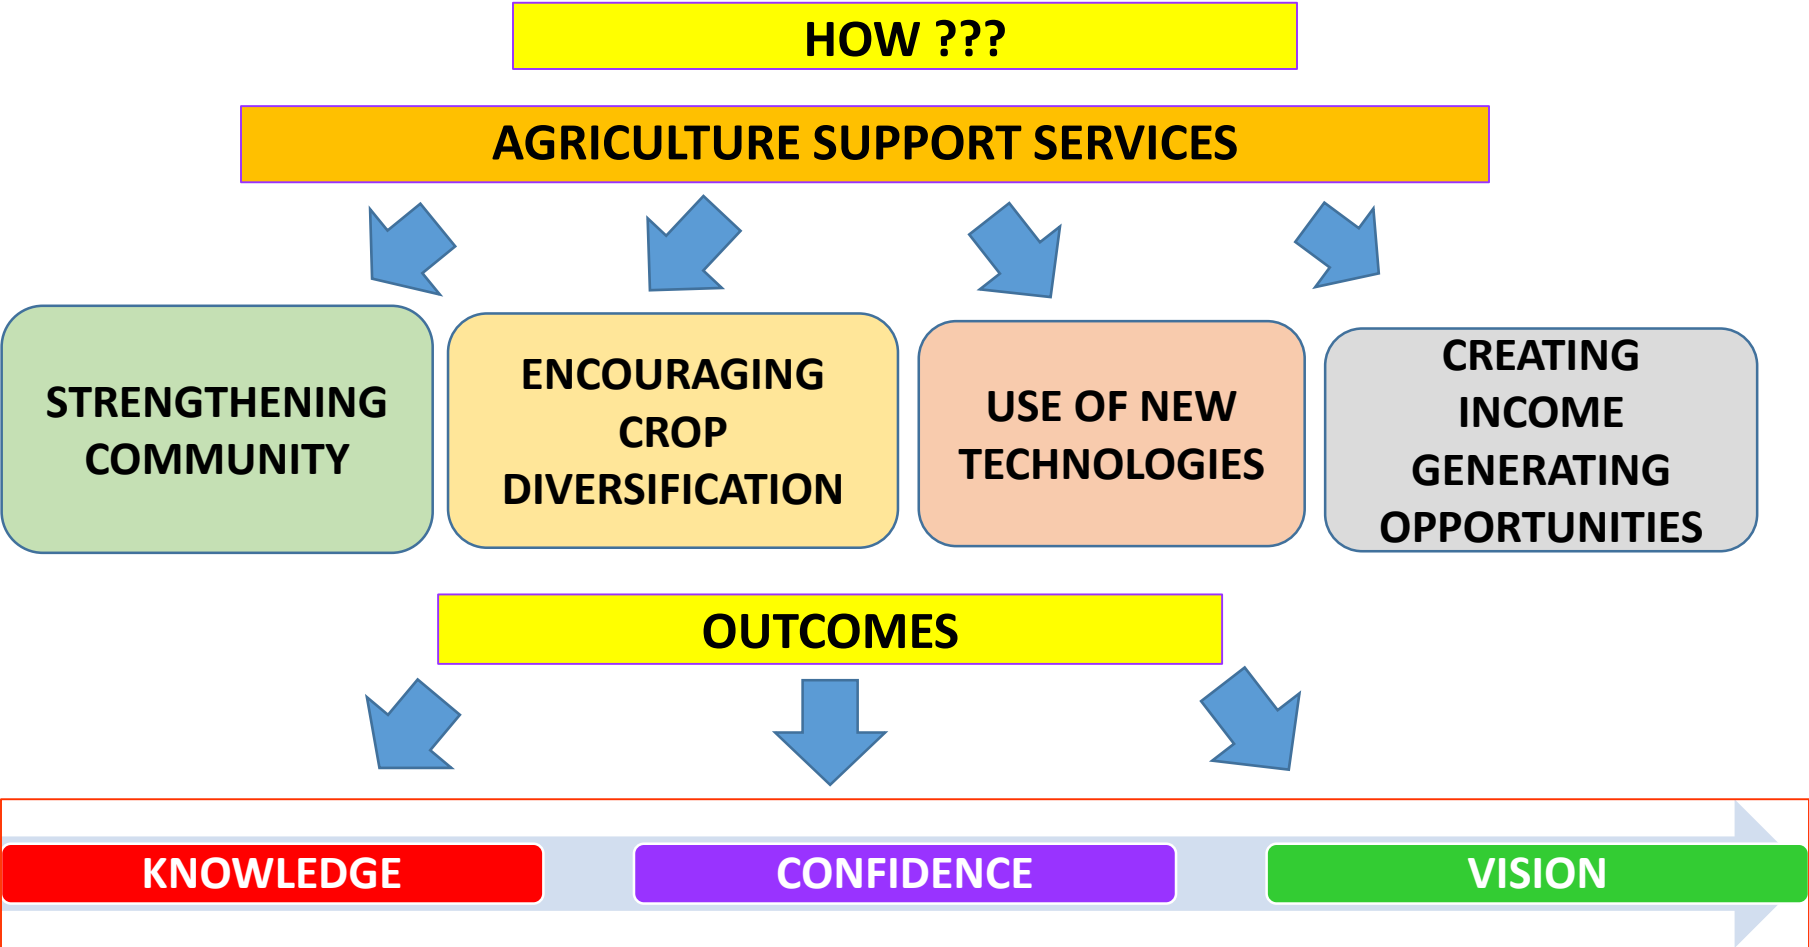 HOW ???
AGRICULTURE SUPPORT SERVICES
STRENGTHENING
COMMUNITY
ENCOURAGING
CROP
DIVERSIFICATION
USE OF NEW
TECHNOLOGIES
CREATING
INCOME
GENERATING
OPPORTUNITIES
OUTCOMES
KNOWLEDGE
CONFIDENCE
VISION